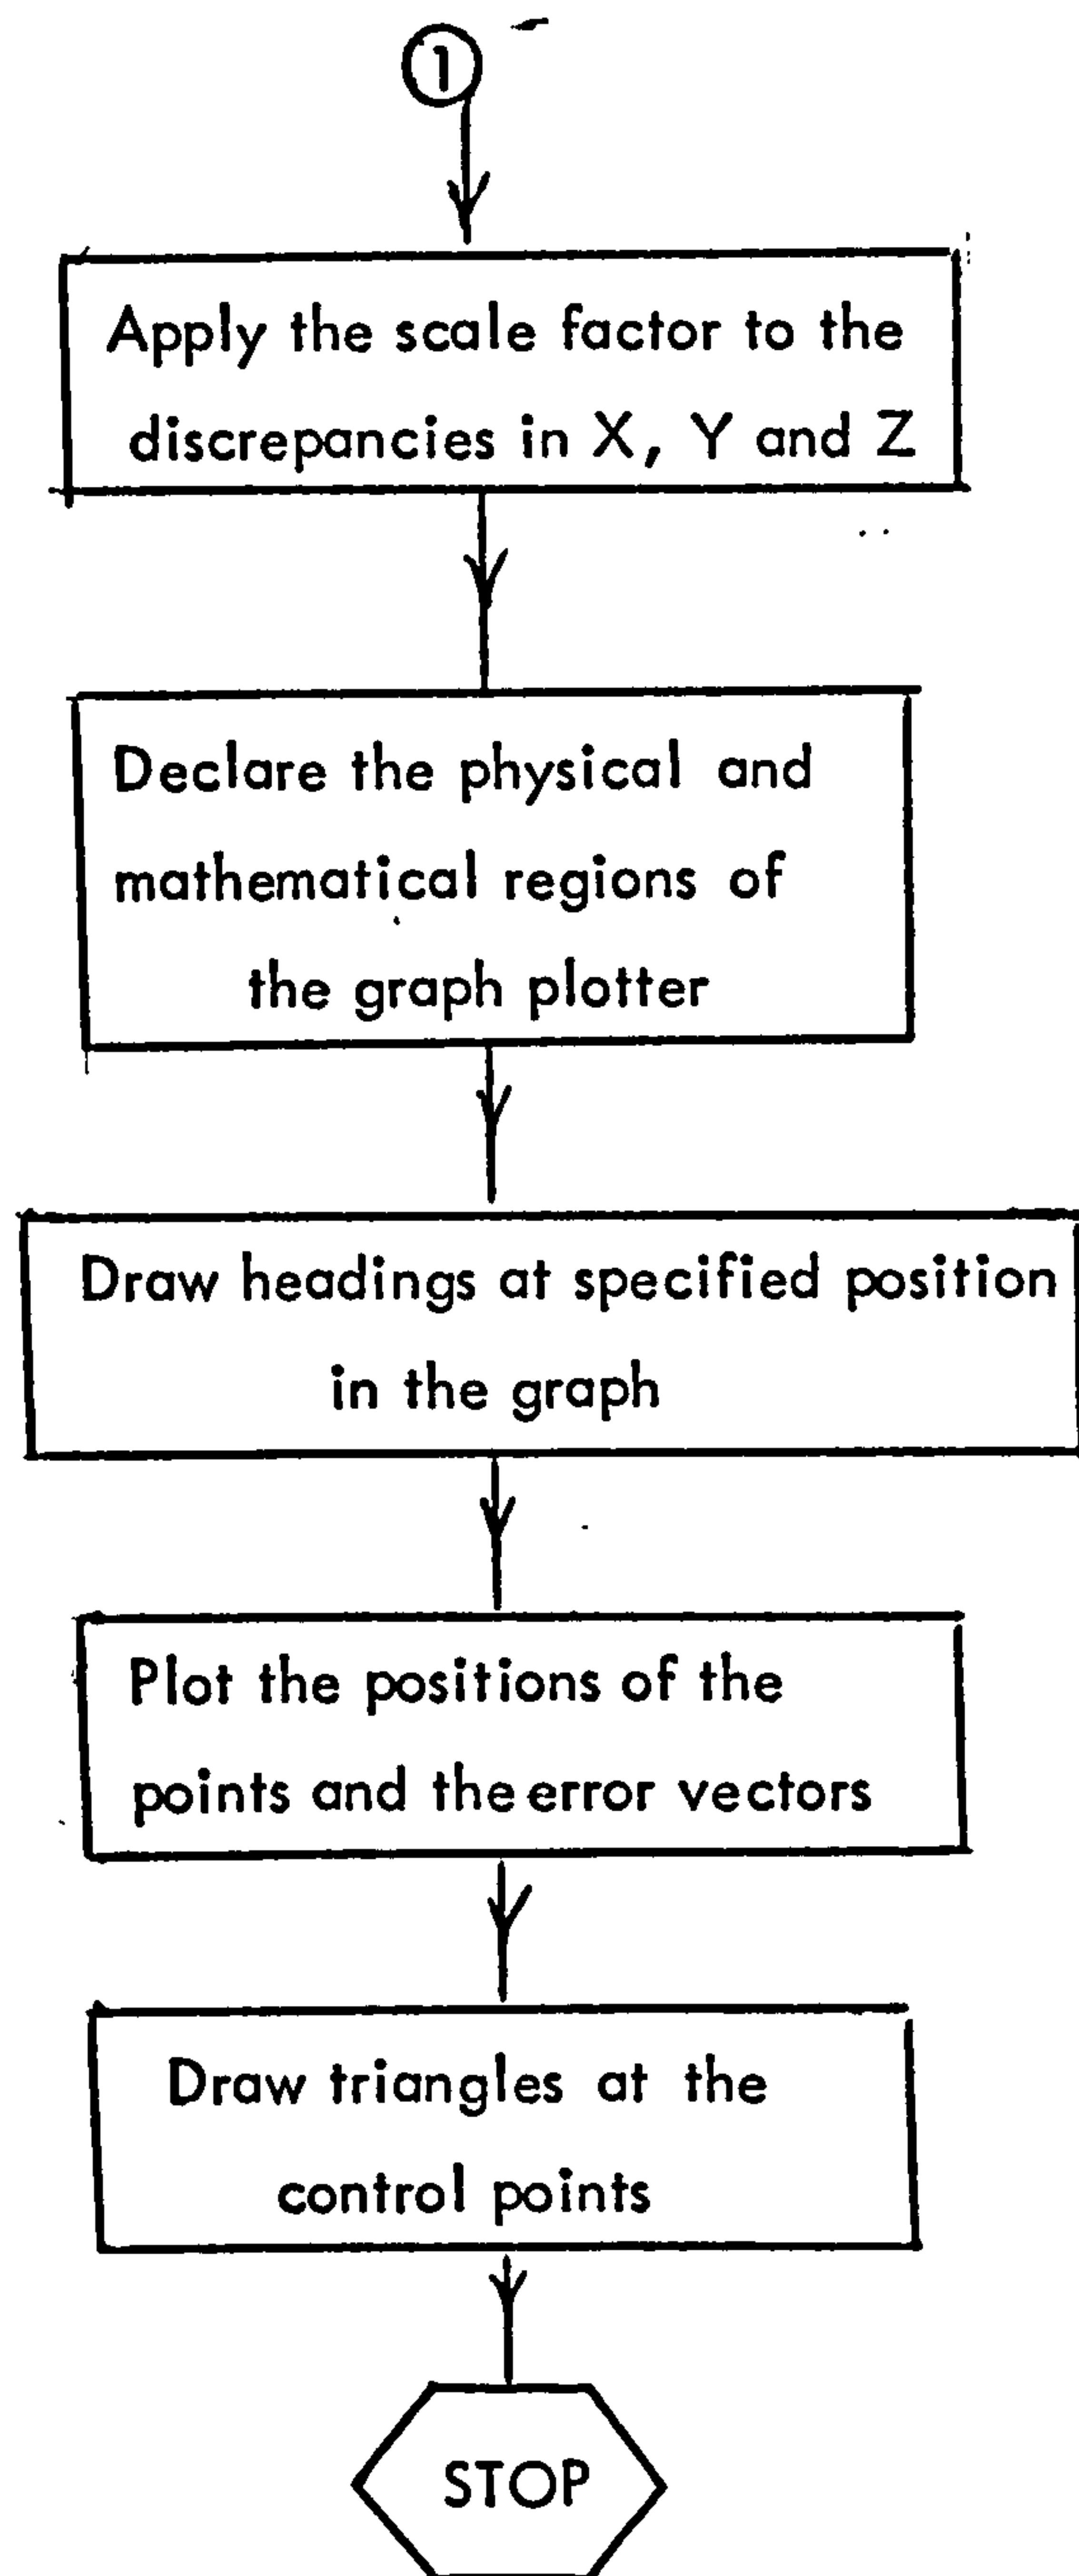 1
Apply the scale factor to the
discrepancies in X, Y and Z
Declare the physical and
mathematical regions of
the graph plotter
Draw headings at specified position
in the graph
Plot the positions of the
points and the error vectors
Draw triangles at the
control points
STOP